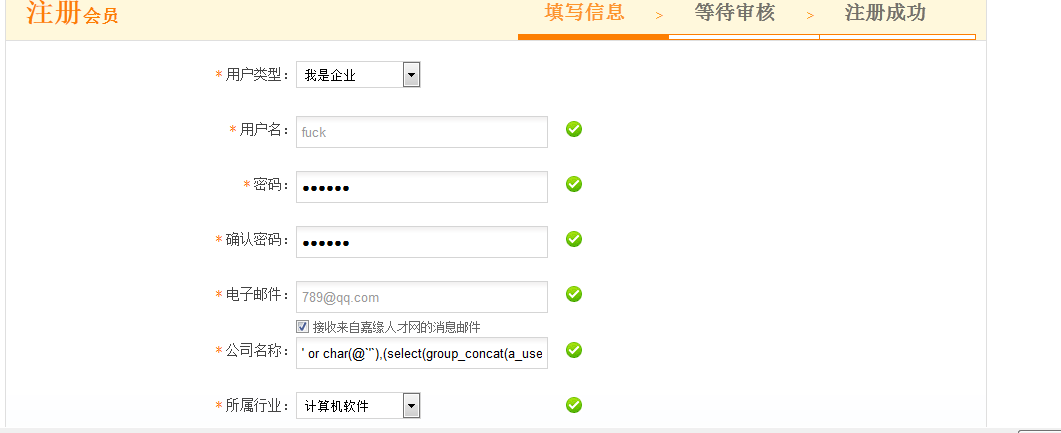 注册会员
填写信息 > 等待审核 > 注册成功
*用户类型： 我是企业
*用户名： fuck
*密码： ●●●●●●
*确认密码： ●●●●●●
*电子邮件： 789@qq.com
接收来自嘉缘人才网的消息邮件
*公司名称： ' or char(@`'`),(select(group_concat(a_use
*所属行业： 计算机软件